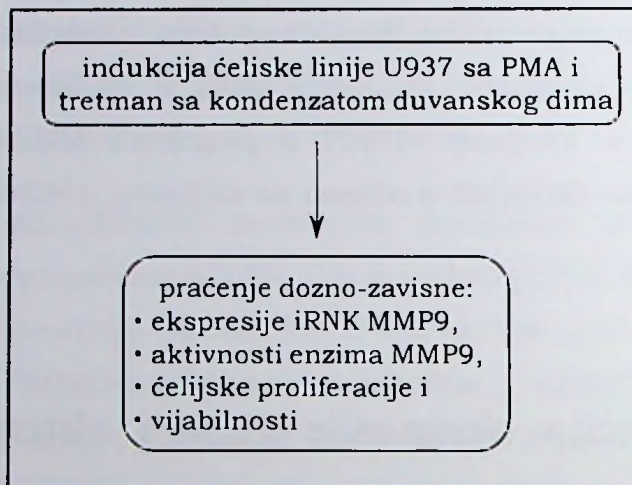 indukcija ćeliske linije U937 sa PMA i
tretman sa kondenzatom duvanskog dima
praćenje dozno-zavisne:
• ekspresije iRNK MMP9,
• aktivnosti enzima MMP9,
• ćelijske proliferacije i
• vijabilnosti